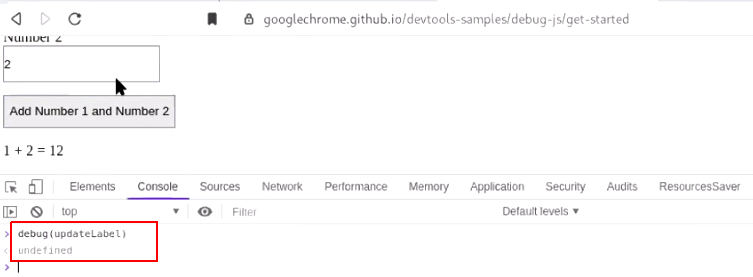 googlechrome.github.io/devtools-samples/debug-js/get-started
Number 2
2
Add Number 1 and Number 2
1 + 2 = 12
Elements Console Sources Network Performance Memory Application Security Audits ResourcesSaver
top Filter Default levels
debug(updateLabel)
undefined